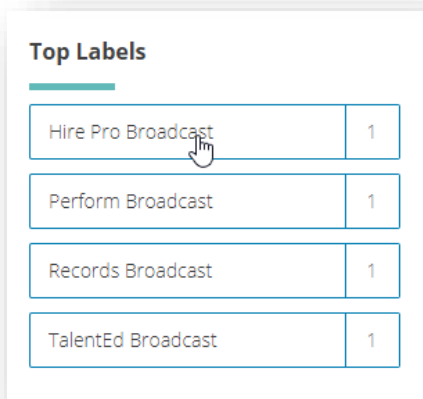 Top Labels
Hire Pro Broadcast 1
Perform Broadcast 1
Records Broadcast 1
TalentEd Broadcast 1